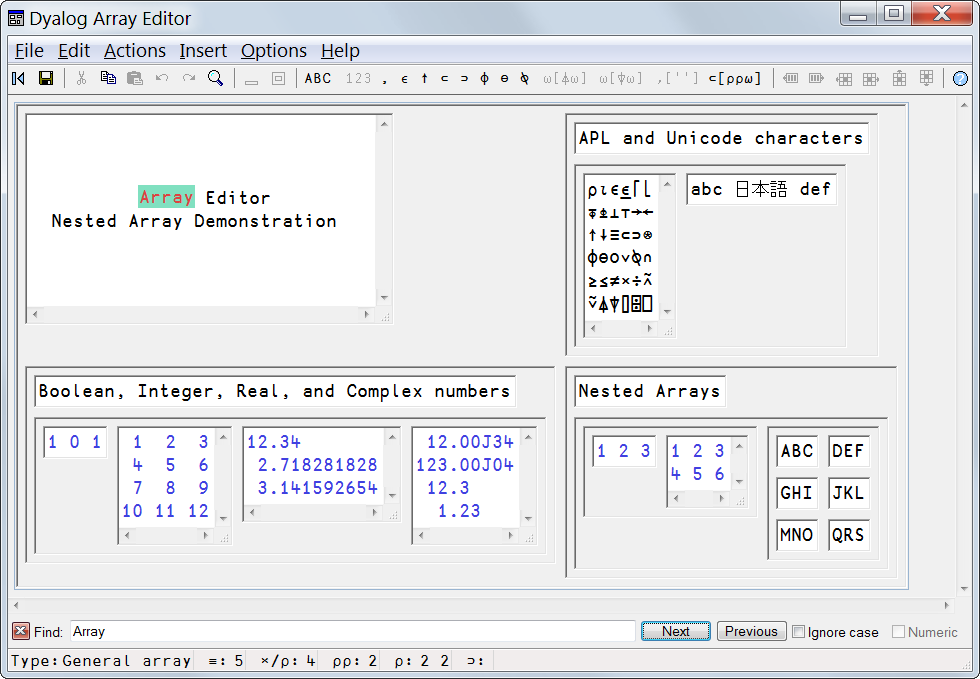 Dyalog Array Editor
File Edit Actions Insert Options Help
ABC 123 , ϵ ↑ ⊂ ⊃ ⌽ ⊖ ⍉ ω[⍋ω] ω[⍒ω] ,[''] ⊂[⍴⍴ω]
Array Editor
Nested Array Demonstration
APL and Unicode characters
⍴⍳∊⍷⌈⌊
⍕⍎⊥⊤→←
↑↓≡⊂⊃⍟
⌽⊖○∨⍉∩
≥≤≠×÷⍲
⍱⍋⍒⌷⌹⎕
abc 日本語 def
Boolean, Integer, Real, and Complex numbers
1 0 1
1 2 3
4 5 6
7 8 9
10 11 12
12.34
2.718281828
3.141592654
12.00J34
123.00J04
12.3
1.23
Nested Arrays
1 2 3
1 2 3
4 5 6
ABC DEF
GHI JKL
MNO QRS
Find: Array Next Previous Ignore case Numeric
Type:General array ≡: 5 ×/⍴: 4 ⍴⍴: 2 ⍴: 2 2 ⊃: